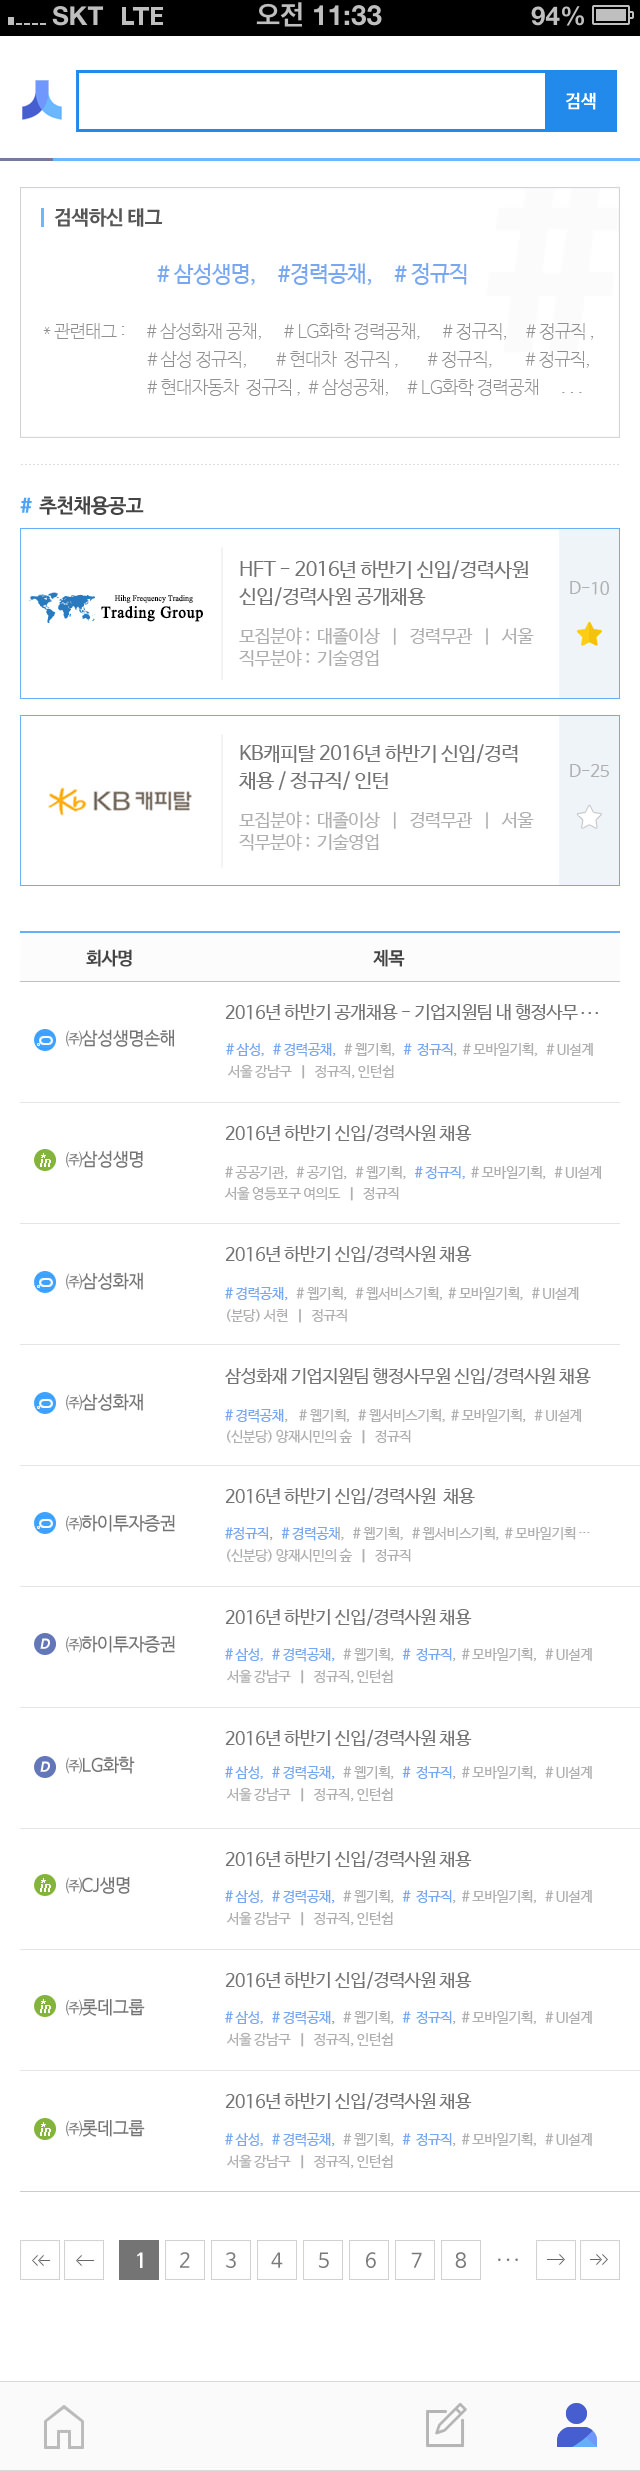 SKT LTE 오전 11:33 94%
검색
검색하신 태그
# 삼성생명, #경력공채, # 정규직
* 관련태그 : # 삼성화재 공채, # LG화학 경력공채, # 정규직, # 정규직 ,
# 삼성 정규직, # 현대차 정규직 , # 정규직, # 정규직,
# 현대자동차 정규직 , # 삼성공채, # LG화학 경력공채 ...
# 추천채용공고
Hihg Frequency Trading
Trading Group
HFT - 2016년 하반기 신입/경력사원
신입/경력사원 공개채용
모집분야 : 대졸이상 | 경력무관 | 서울
직무분야 : 기술영업
D-10
KB캐피탈
KB캐피탈 2016년 하반기 신입/경력
채용 / 정규직/ 인턴
모집분야 : 대졸이상 | 경력무관 | 서울
직무분야 : 기술영업
D-25
회사명 제목
㈜삼성생명손해
2016년 하반기 공개채용 - 기업지원팀 내 행정사무 ...
# 삼성, # 경력공채, # 웹기획, # 정규직, # 모바일기획, # UI설계
서울 강남구 | 정규직, 인턴쉽
㈜삼성생명
2016년 하반기 신입/경력사원 채용
# 공공기관, # 공기업, # 웹기획, # 정규직, # 모바일기획, # UI설계
서울 영등포구 여의도 | 정규직
㈜삼성화재
2016년 하반기 신입/경력사원 채용
# 경력공채, # 웹기획, # 웹서비스기획, # 모바일기획, # UI설계
(분당) 서현 | 정규직
㈜삼성화재
삼성화재 기업지원팀 행정사무원 신입/경력사원 채용
# 경력공채, # 웹기획, # 웹서비스기획, # 모바일기획, # UI설계
(신분당) 양재시민의 숲 | 정규직
㈜하이투자증권
2016년 하반기 신입/경력사원 채용
#정규직, # 경력공채, # 웹기획, # 웹서비스기획, # 모바일기획 ...
(신분당) 양재시민의 숲 | 정규직
D ㈜하이투자증권
2016년 하반기 신입/경력사원 채용
# 삼성, # 경력공채, # 웹기획, # 정규직, # 모바일기획, # UI설계
서울 강남구 | 정규직, 인턴쉽
D ㈜LG화학
2016년 하반기 신입/경력사원 채용
# 삼성, # 경력공채, # 웹기획, # 정규직, # 모바일기획, # UI설계
서울 강남구 | 정규직, 인턴쉽
㈜CJ생명
2016년 하반기 신입/경력사원 채용
# 삼성, # 경력공채, # 웹기획, # 정규직, # 모바일기획, # UI설계
서울 강남구 | 정규직, 인턴쉽
㈜롯데그룹
2016년 하반기 신입/경력사원 채용
# 삼성, # 경력공채, # 웹기획, # 정규직, # 모바일기획, # UI설계
서울 강남구 | 정규직, 인턴쉽
㈜롯데그룹
2016년 하반기 신입/경력사원 채용
# 삼성, # 경력공채, # 웹기획, # 정규직, # 모바일기획, # UI설계
서울 강남구 | 정규직, 인턴쉽
1 2 3 4 5 6 7 8 ...